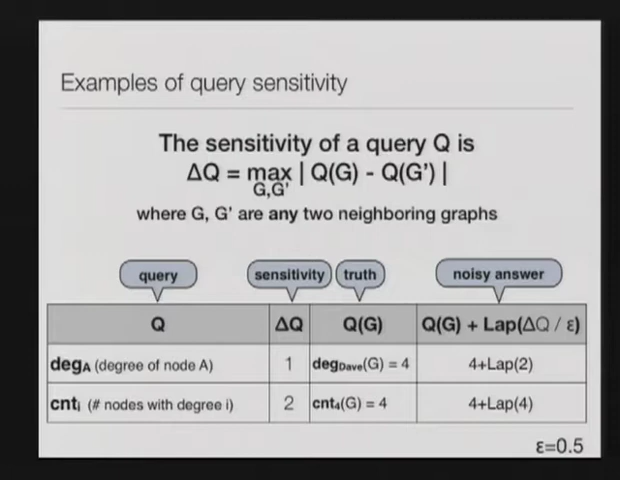 Examples of query sensitivity
The sensitivity of a query Q is
ΔQ = max | Q(G) - Q(G') |
G,G'
where G, G' are any two neighboring graphs
query sensitivity truth noisy answer
Q ΔQ Q(G) Q(G) + Lap(ΔQ / ε)
degA (degree of node A) 1 degDave(G) = 4 4+Lap(2)
cnti (# nodes with degree i) 2 cnt4(G) = 4 4+Lap(4)
ε=0.5